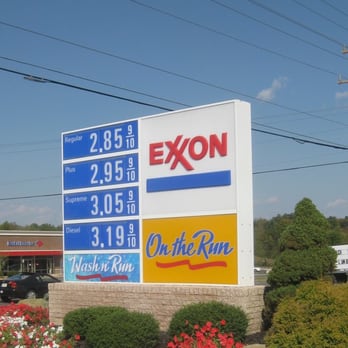 Regular 2.85 9/10
Plus 2.95 9/10
Supreme 3.05 9/10
Diesel 3.19 9/10
EXXON
Wash'n'Run
On the Run